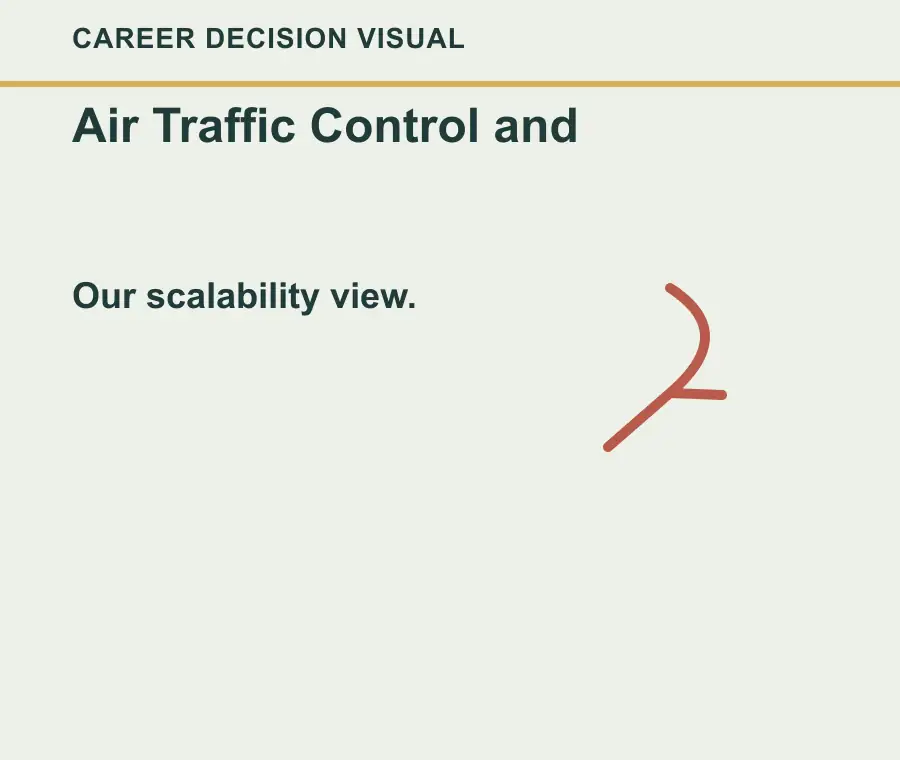 CAREER DECISION VISUAL
Air Traffic Control and
Our scalability view.